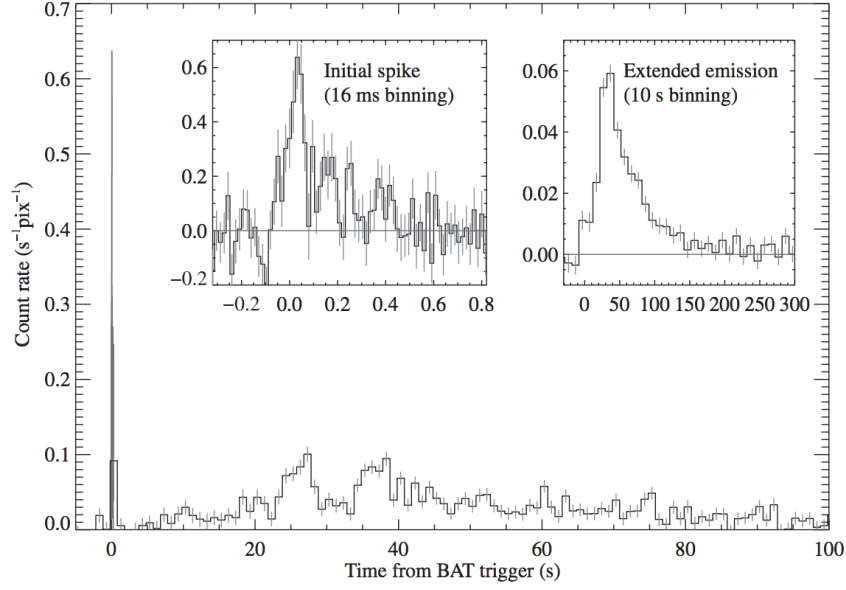 0.7
0.6
0.5
0.4
0.3
0.2
0.1
0.0
Count rate (s⁻¹pix⁻¹)
Initial spike
(16 ms binning)
0.6
0.4
0.2
0.0
−0.2
−0.2 0.0 0.2 0.4 0.6 0.8
Extended emission
(10 s binning)
0.06
0.04
0.02
0.00
0 50 100 150 200 250 300
0 20 40 60 80 100
Time from BAT trigger (s)